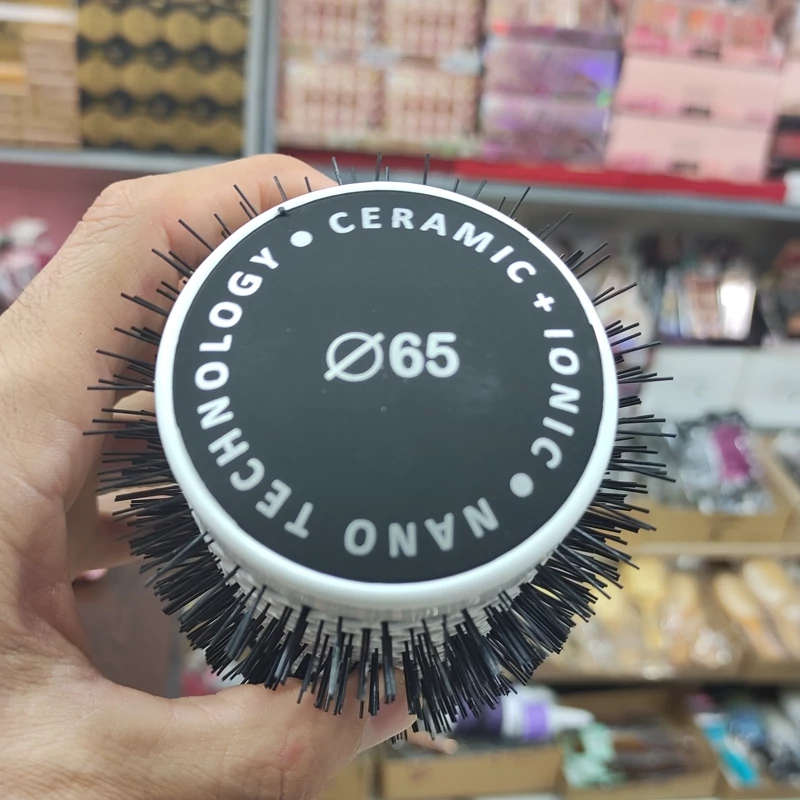 CERAMIC + IONIC • NANO TECHNOLOGY •
Ø65